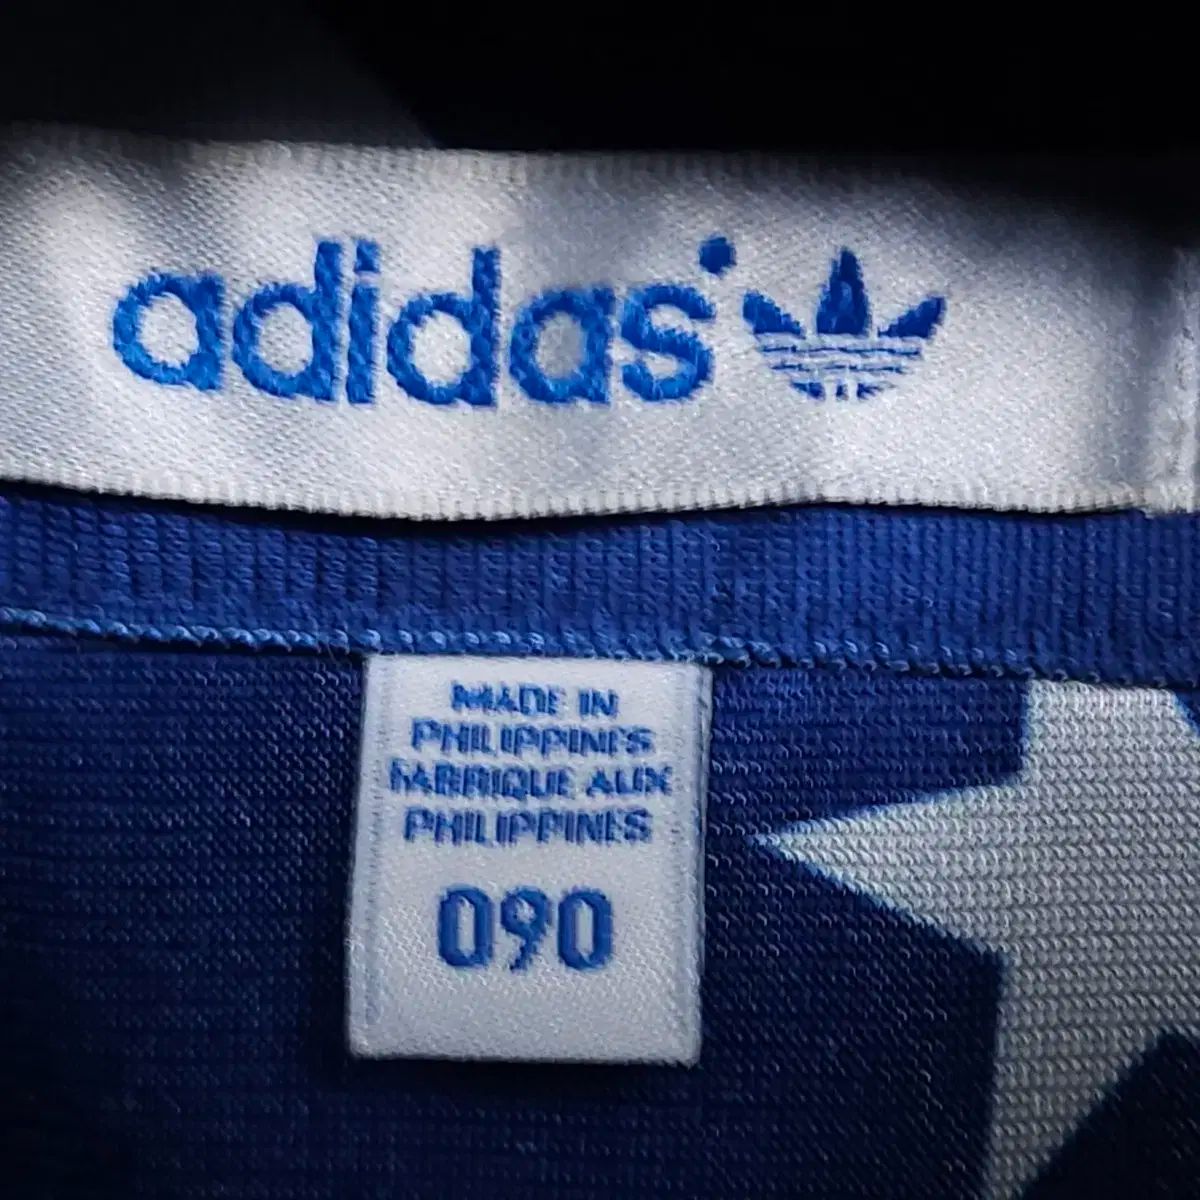 adidas
MADE IN
PHILIPPINES
FABRIQUE AUX
PHILIPPINES
090